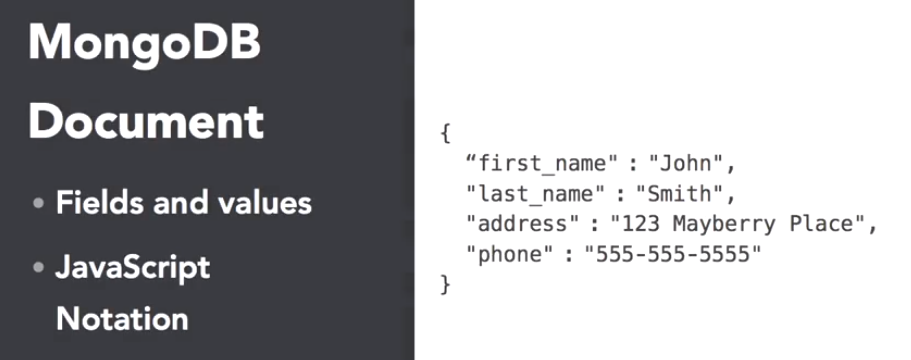 MongoDB
Document
• Fields and values
• JavaScript
Notation
{
“first_name" : "John",
"last_name" : "Smith",
"address" : "123 Mayberry Place",
"phone" : "555-555-5555"
}